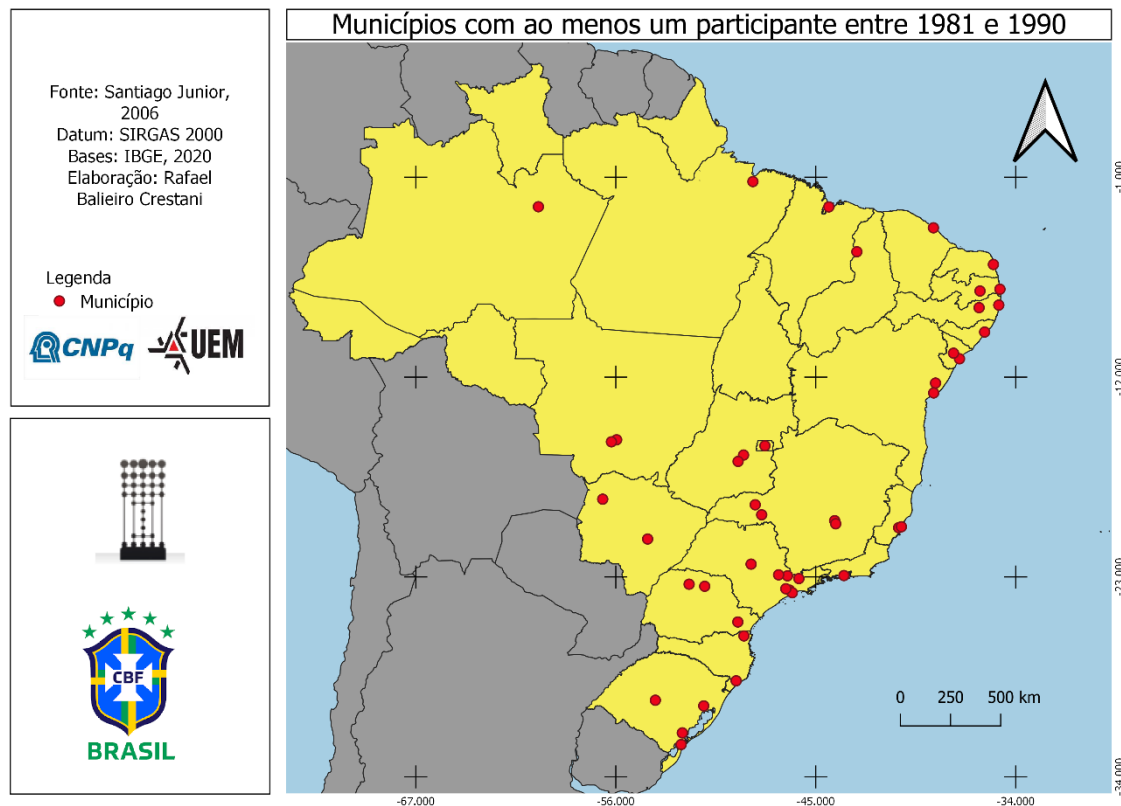 Municípios com ao menos um participante entre 1981 e 1990
Fonte: Santiago Junior,
2006
Datum: SIRGAS 2000
Bases: IBGE, 2020
Elaboração: Rafael
Balieiro Crestani
Legenda
Município
CNPq
UEM
CBF
BRASIL
0 250 500 km
-1.000
-12.000
-23.000
-34.000
-67.000
-56.000
-45.000
-34.000